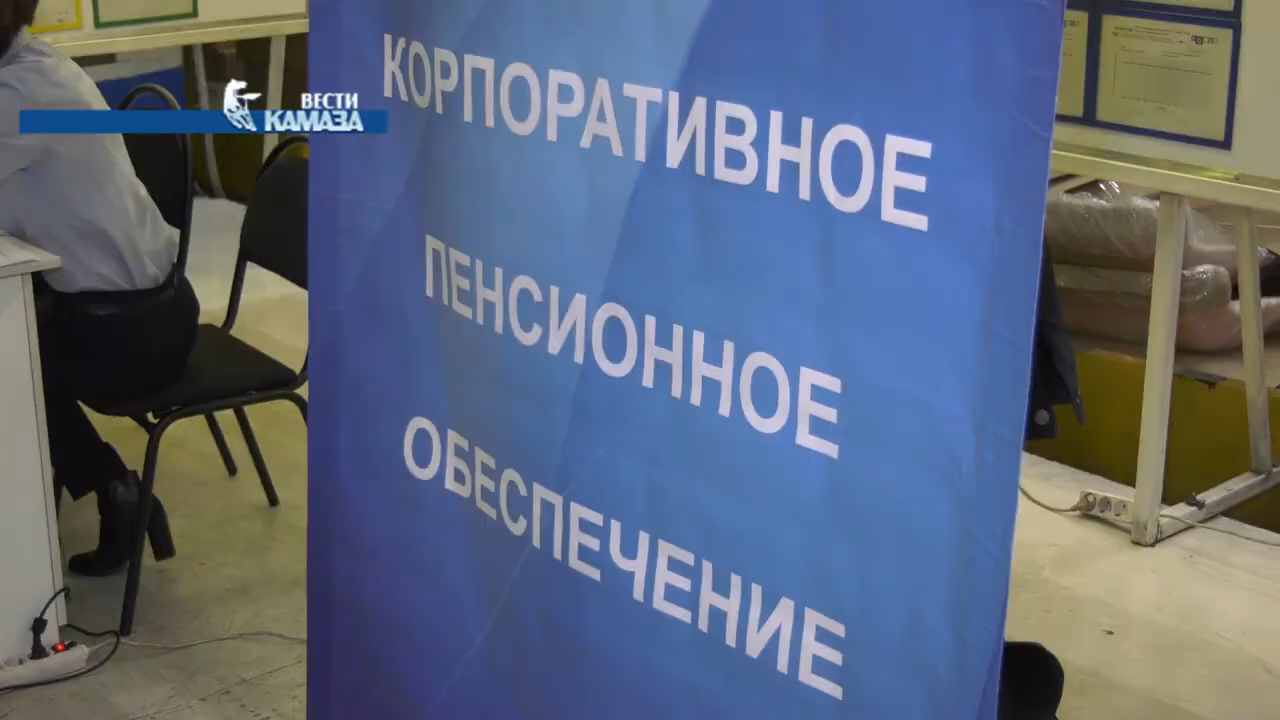 ВЕСТИ
КАМАЗА
КОРПОРАТИВНОЕ
ПЕНСИОННОЕ
ОБЕСПЕЧЕНИЕ